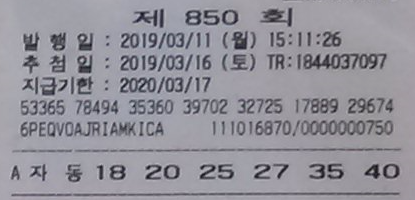 제 850 회
발 행 일 : 2019/03/11 (월) 15:11:26
추 첨 일 : 2019/03/16 (토) TR:1844037097
지급기한 : 2020/03/17
53365 78494 35360 39702 32725 17889 29674
6PEQVOAJRIAMKICA 111016870/0000000750
A 자 동 18 20 25 27 35 40